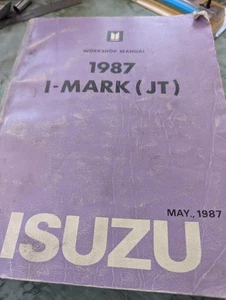 WORKSHOP MANUAL
1987
I-MARK (JT)
MAY., 1987
ISUZU